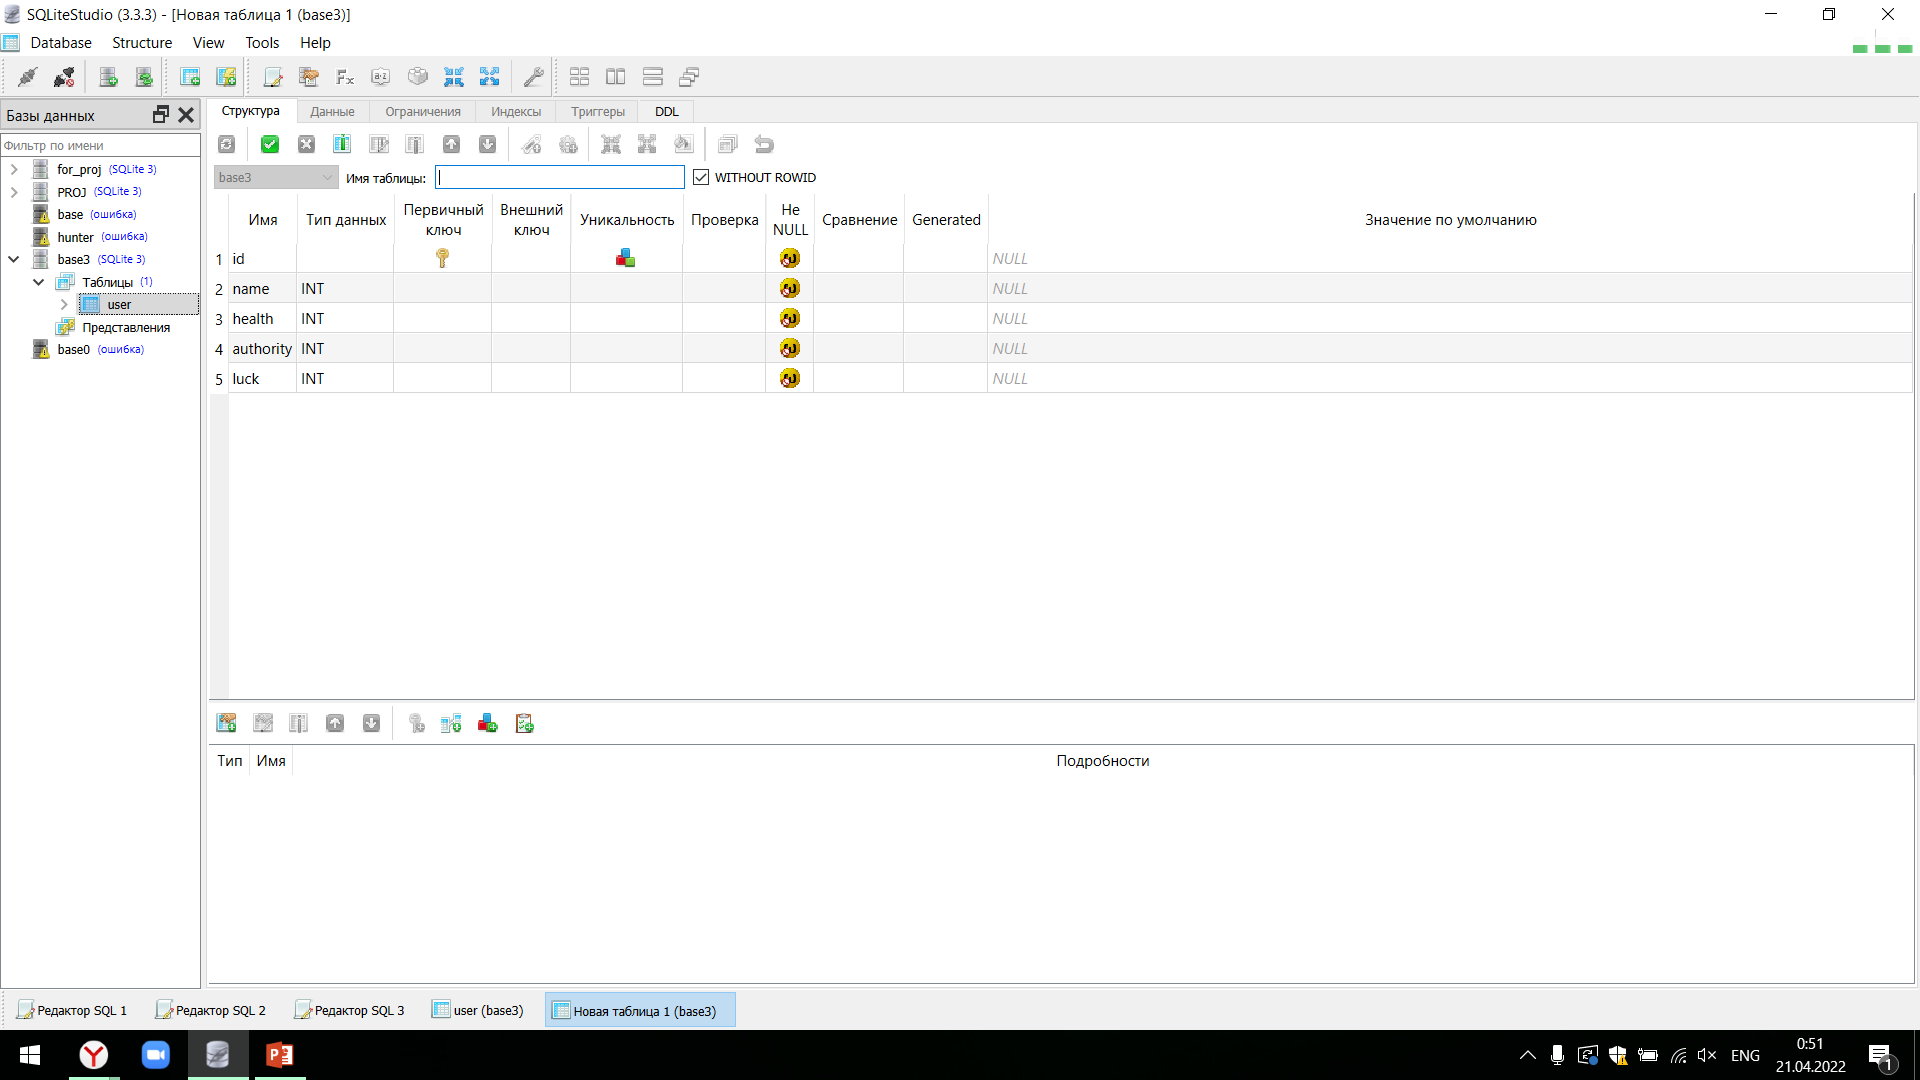 SQLiteStudio (3.3.3) - [Новая таблица 1 (base3)]
Database Structure View Tools Help
Базы данных
Фильтр по имени
for_proj (SQLite 3)
PROJ (SQLite 3)
base (ошибка)
hunter (ошибка)
base3 (SQLite 3)
Таблицы (1)
user
Представления
base0 (ошибка)
Структура Данные Ограничения Индексы Триггеры DDL
base3 Имя таблицы: WITHOUT ROWID
Имя Тип данных Первичный ключ Внешний ключ Уникальность Проверка Не NULL Сравнение Generated Значение по умолчанию
1 id NULL
2 name INT NULL
3 health INT NULL
4 authority INT NULL
5 luck INT NULL
Тип Имя Подробности
Редактор SQL 1 Редактор SQL 2 Редактор SQL 3 user (base3) Новая таблица 1 (base3)
ENG
0:51
21.04.2022
1